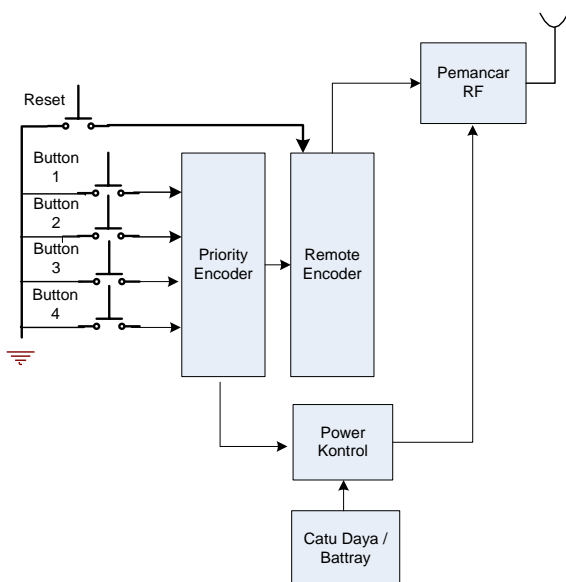 Pemancar
RF
Reset
Button
1
Button
2
Button
3
Button
4
Priority
Encoder
Remote
Encoder
Power
Kontrol
Catu Daya /
Battray